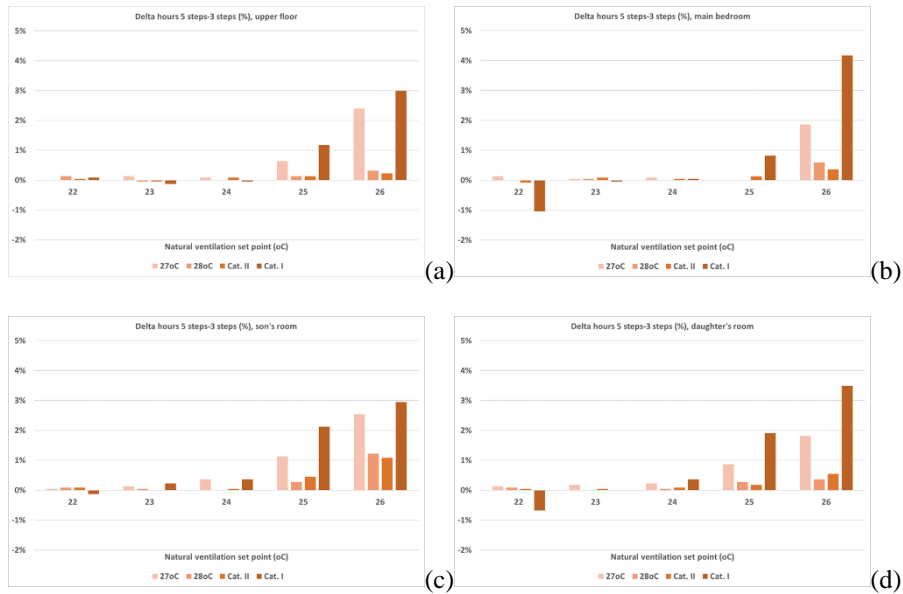 Delta hours 5 steps-3 steps (%), upper floor
5%
4%
3%
2%
1%
0%
-1%
-2%
22 23 24 25 26
Natural ventilation set point (oC)
27oC 28oC Cat. II Cat. I
(a)
Delta hours 5 steps-3 steps (%), main bedroom
5%
4%
3%
2%
1%
0%
-1%
-2%
22 23 24 25 26
Natural ventilation set point (oC)
27oC 28oC Cat. II Cat. I
(b)
Delta hours 5 steps-3 steps (%), son's room
5%
4%
3%
2%
1%
0%
-1%
-2%
22 23 24 25 26
Natural ventilation set point (oC)
27oC 28oC Cat. II Cat. I
(c)
Delta hours 5 steps-3 steps (%), daughter's room
5%
4%
3%
2%
1%
0%
-1%
-2%
22 23 24 25 26
Natural ventilation set point (oC)
27oC 28oC Cat. II Cat. I
(d)